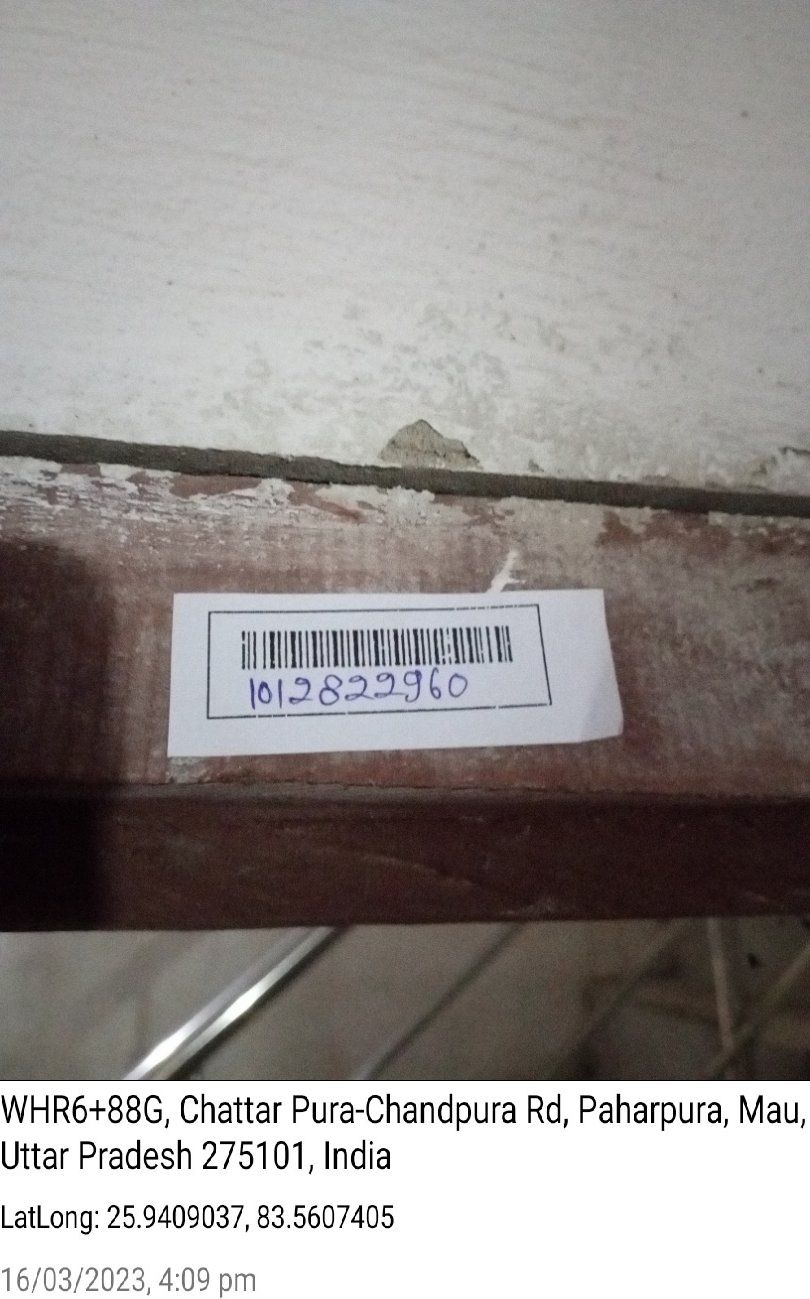 1012822960
WHR6+88G, Chattar Pura-Chandpura Rd, Paharpura, Mau,
Uttar Pradesh 275101, India
LatLong: 25.9409037, 83.5607405
16/03/2023, 4:09 pm